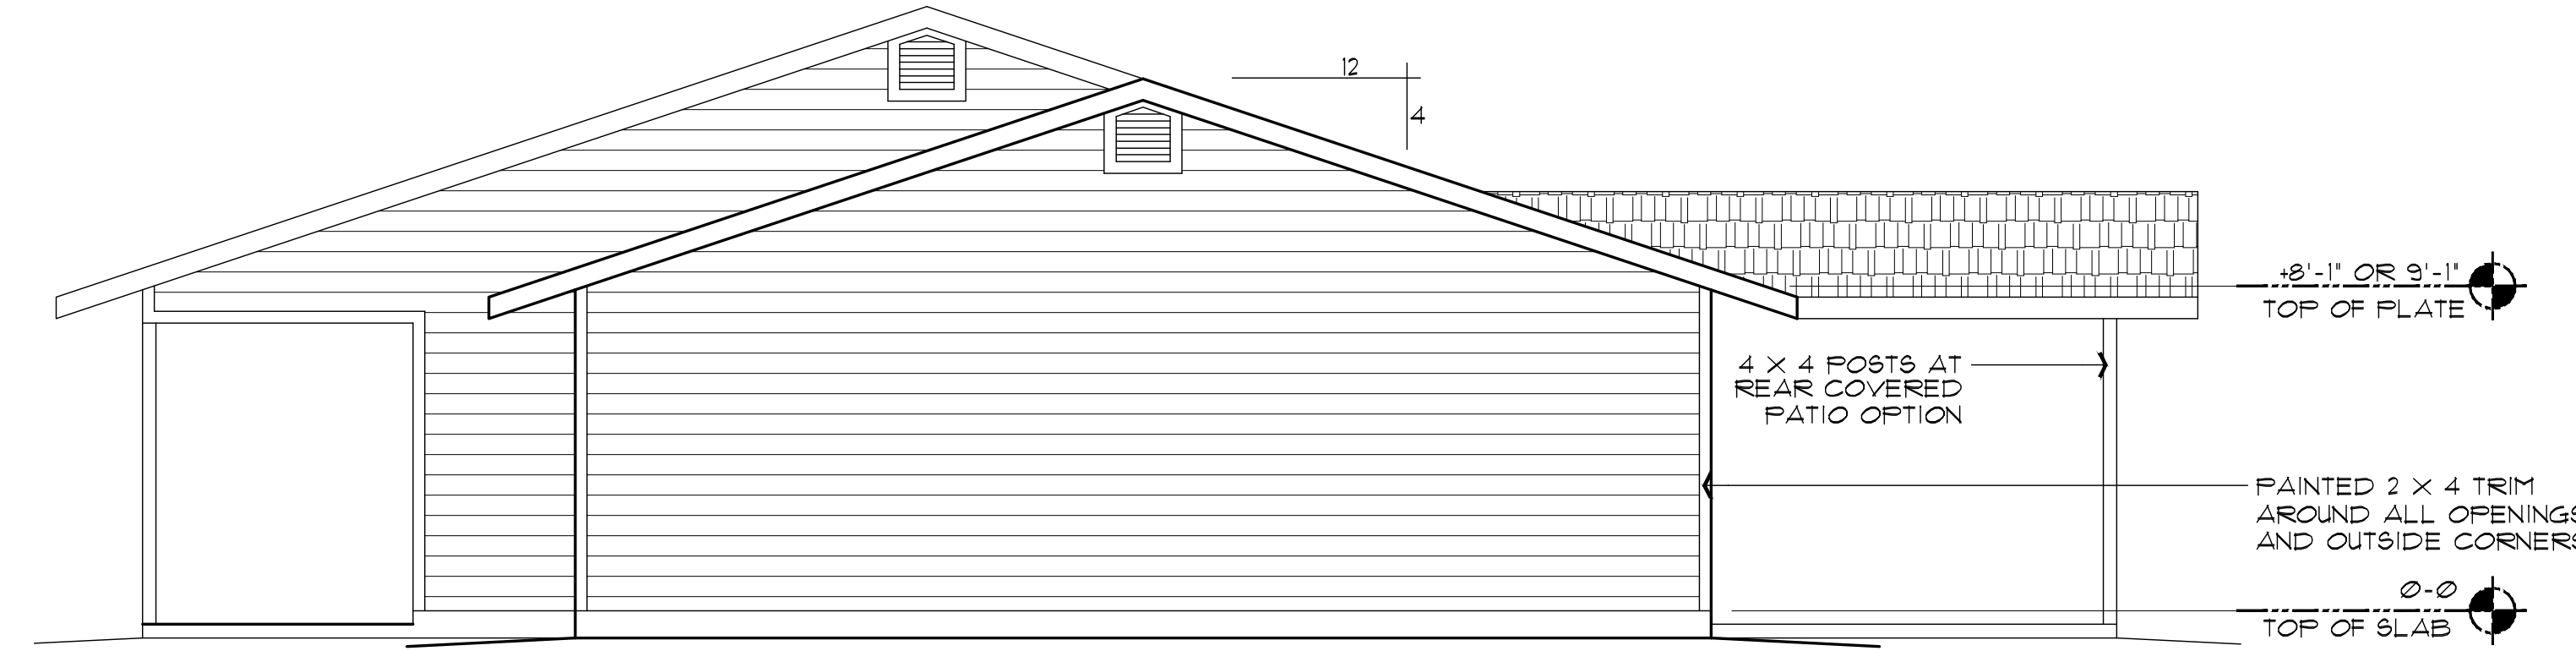 12
4
+8'-1" OR 9'-1"
TOP OF PLATE
4 X 4 POSTS AT
REAR COVERED
PATIO OPTION
PAINTED 2 X 4 TRIM
AROUND ALL OPENINGS
AND OUTSIDE CORNERS
0-0
TOP OF SLAB